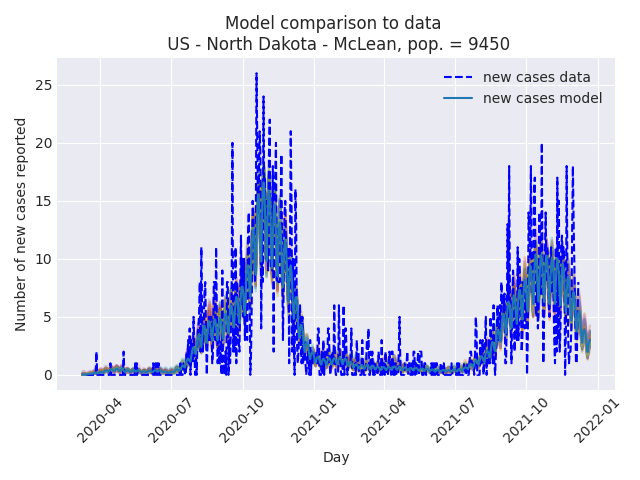 Model comparison to data
US - North Dakota - McLean, pop. = 9450
new cases data
new cases model
Number of new cases reported
25
20
15
10
5
0
2020-04
2020-07
2020-10
2021-01
2021-04
2021-07
2021-10
2022-01
Day